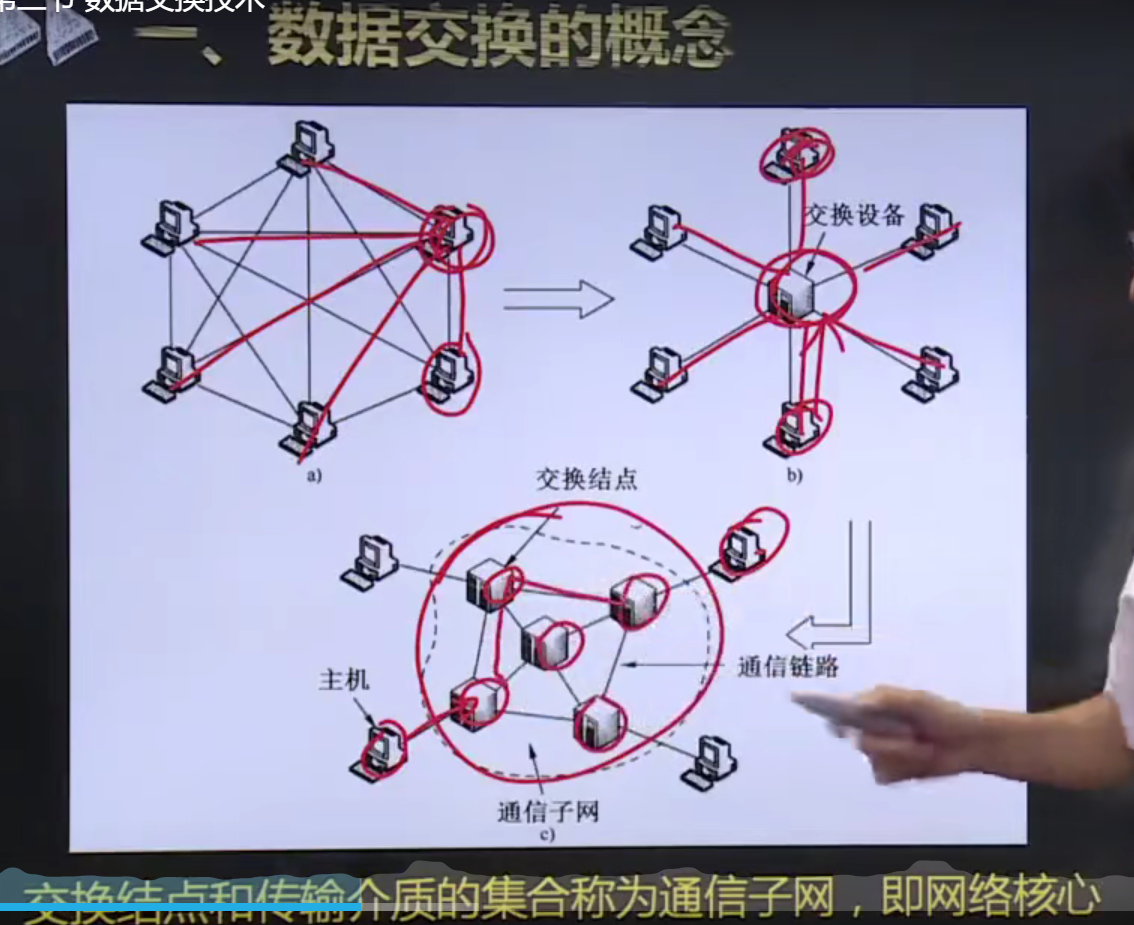 第二节 数据交换技术
一、数据交换的概念
交换设备
a)
b)
交换结点
主机
通信链路
通信子网
c)
交换结点和传输介质的集合称为通信子网，即网络核心